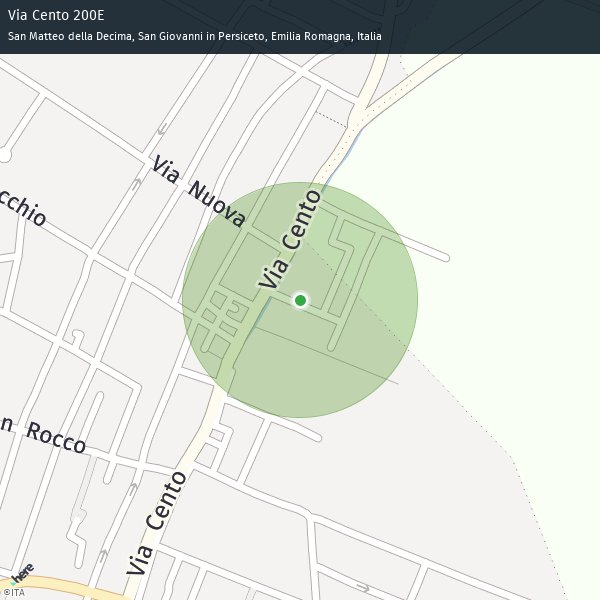 Via Cento 200E
San Matteo della Decima, San Giovanni in Persiceto, Emilia Romagna, Italia
Via Nuova
cchio
Via Cento
n Rocco
Via Cento
here
©ITA